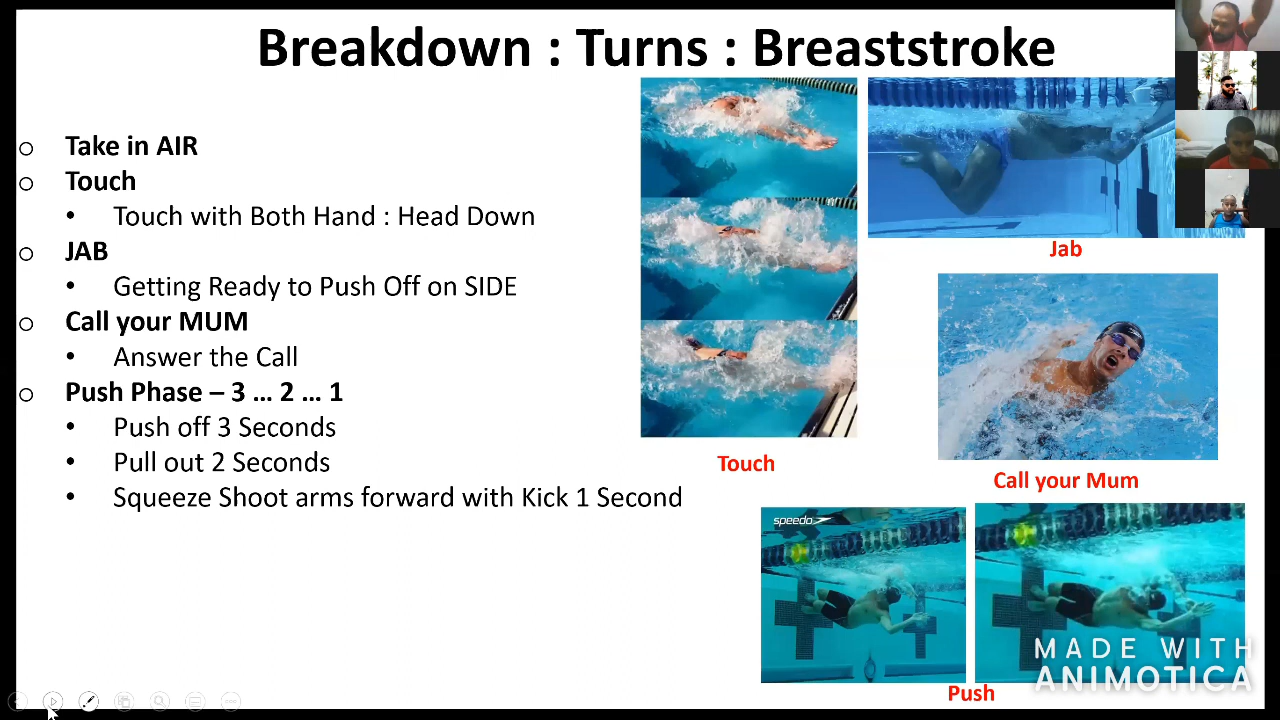 Breakdown : Turns : Breaststroke
Take in AIR
Touch
Touch with Both Hand : Head Down
JAB
Getting Ready to Push Off on SIDE
Call your MUM
Answer the Call
Push Phase – 3 … 2 … 1
Push off 3 Seconds
Pull out 2 Seconds
Squeeze Shoot arms forward with Kick 1 Second
Touch
Jab
Call your Mum
speedo
Push
MADE WITH
ANIMOTICA